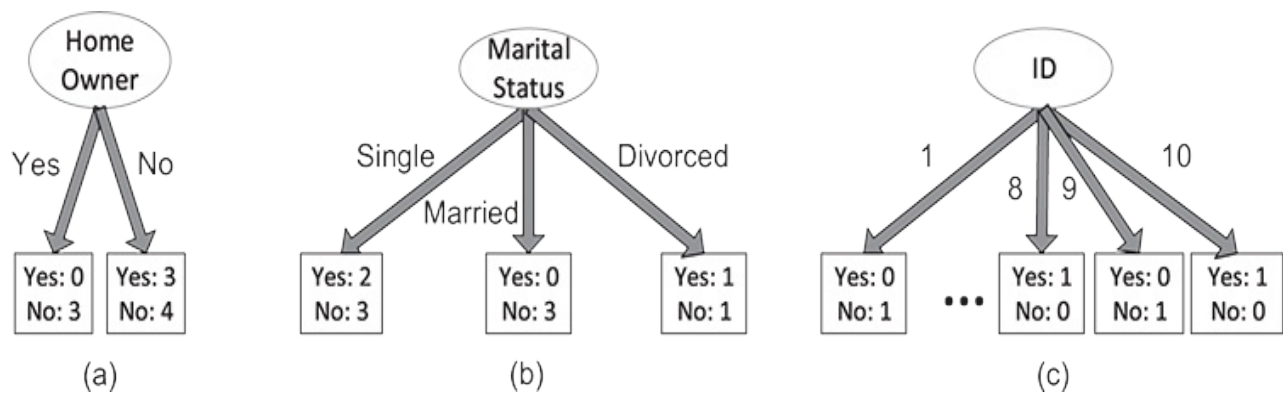 Home
Owner
Yes
No
Yes: 0
No: 3
Yes: 3
No: 4
(a)
Marital
Status
Single
Married
Divorced
Yes: 2
No: 3
Yes: 0
No: 3
Yes: 1
No: 1
(b)
ID
1
8
9
10
Yes: 0
No: 1
...
Yes: 1
No: 0
Yes: 0
No: 1
Yes: 1
No: 0
(c)